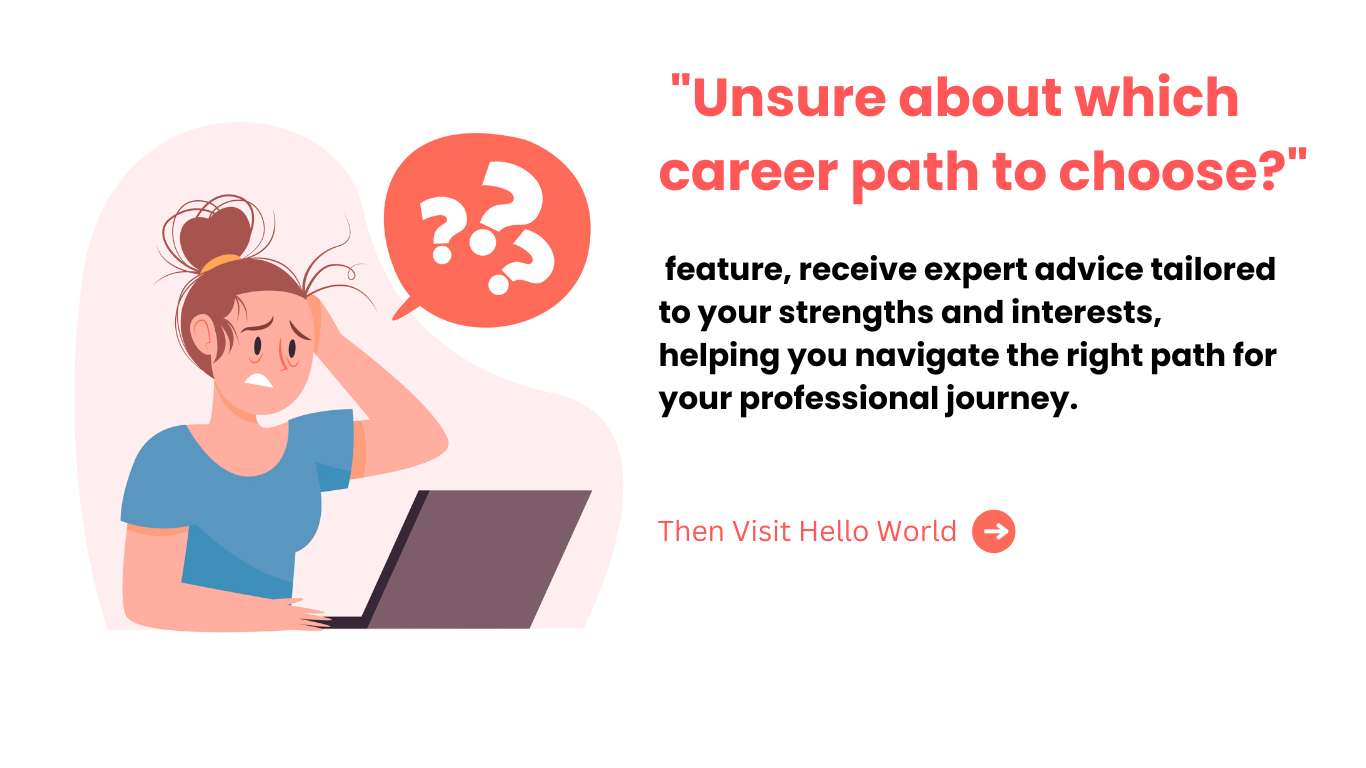 "Unsure about which
career path to choose?"
feature, receive expert advice tailored
to your strengths and interests,
helping you navigate the right path for
your professional journey.
Then Visit Hello World
???